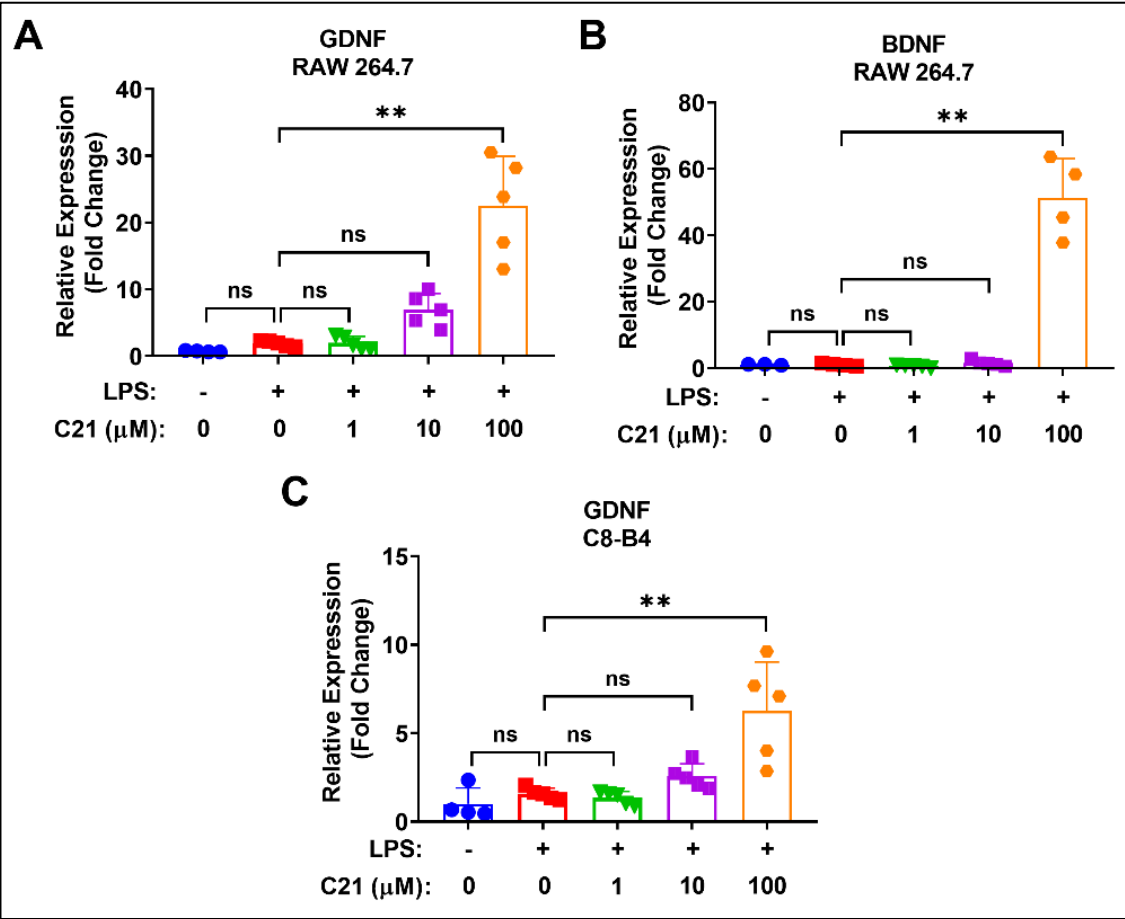 A
GDNF
RAW 264.7
Relative Expresssion
(Fold Change)
40
30
20
10
0
**
ns
ns
ns
LPS: - + + + +
C21 (μM): 0 0 1 10 100
B
BDNF
RAW 264.7
Relative Expresssion
(Fold Change)
80
60
40
20
0
**
ns
ns
ns
LPS: - + + + +
C21 (μM): 0 0 1 10 100
C
GDNF
C8-B4
Relative Expresssion
(Fold Change)
15
10
5
0
**
ns
ns
ns
LPS: - + + + +
C21 (μM): 0 0 1 10 100